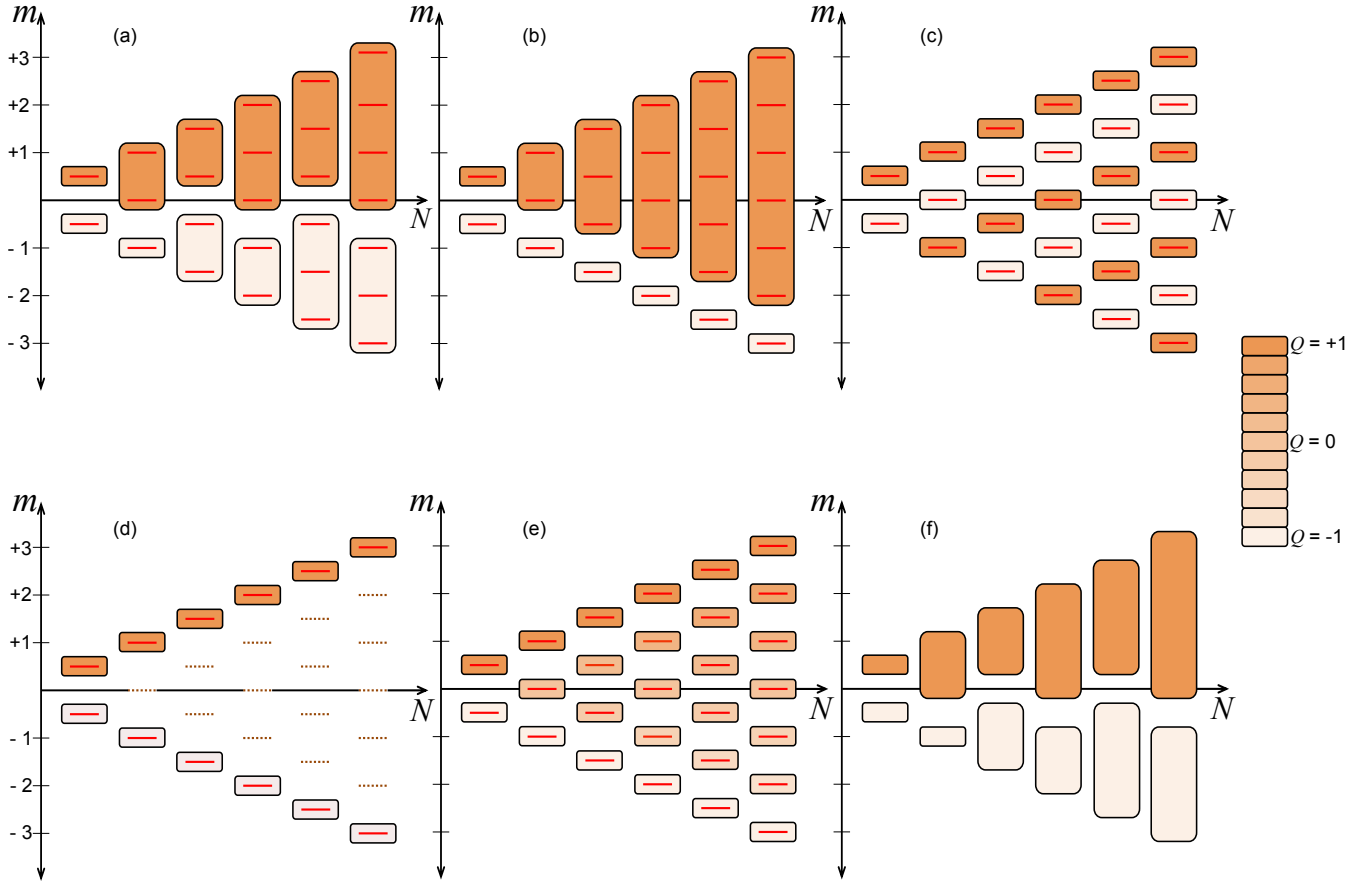 m
(a)
+3
+2
+1
- 1
- 2
- 3
N
m
(b)
N
m
(c)
N
Q = +1
Q = 0
Q = -1
m
(d)
+3
+2
+1
- 1
- 2
- 3
N
m
(e)
N
m
(f)
N